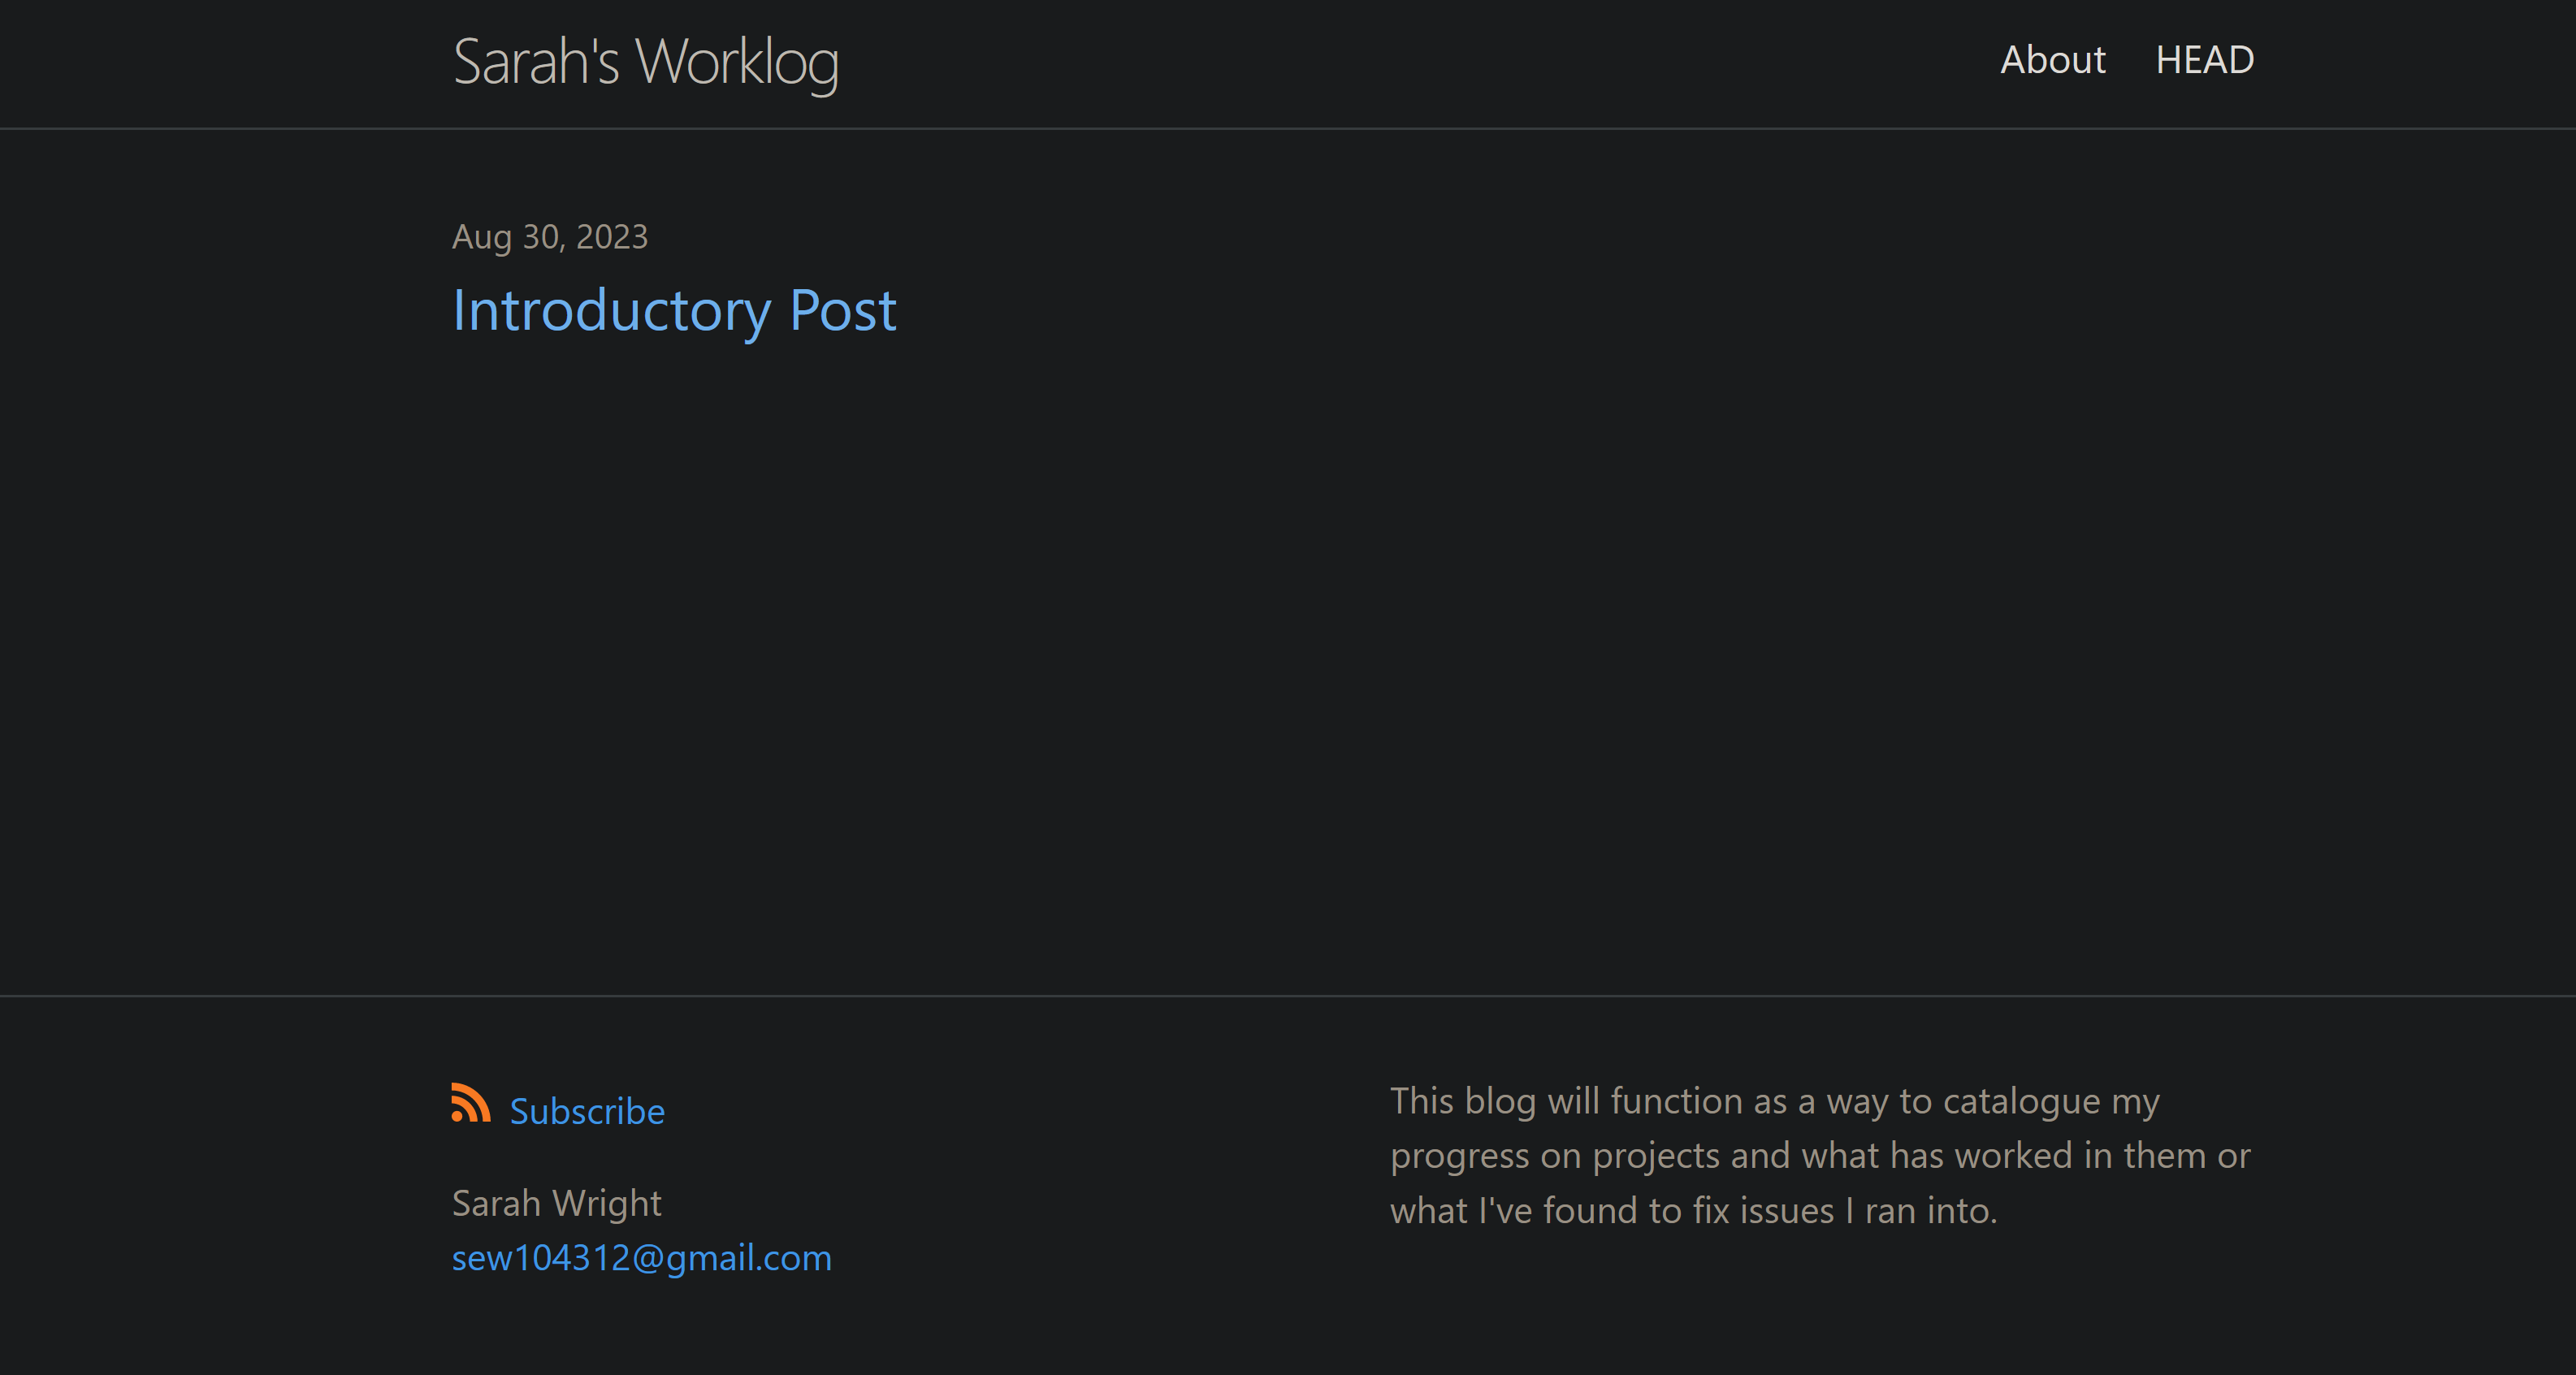 Sarah's Worklog
About HEAD
Aug 30, 2023
Introductory Post
Subscribe
Sarah Wright
sew104312@gmail.com
This blog will function as a way to catalogue my
progress on projects and what has worked in them or
what I've found to fix issues I ran into.